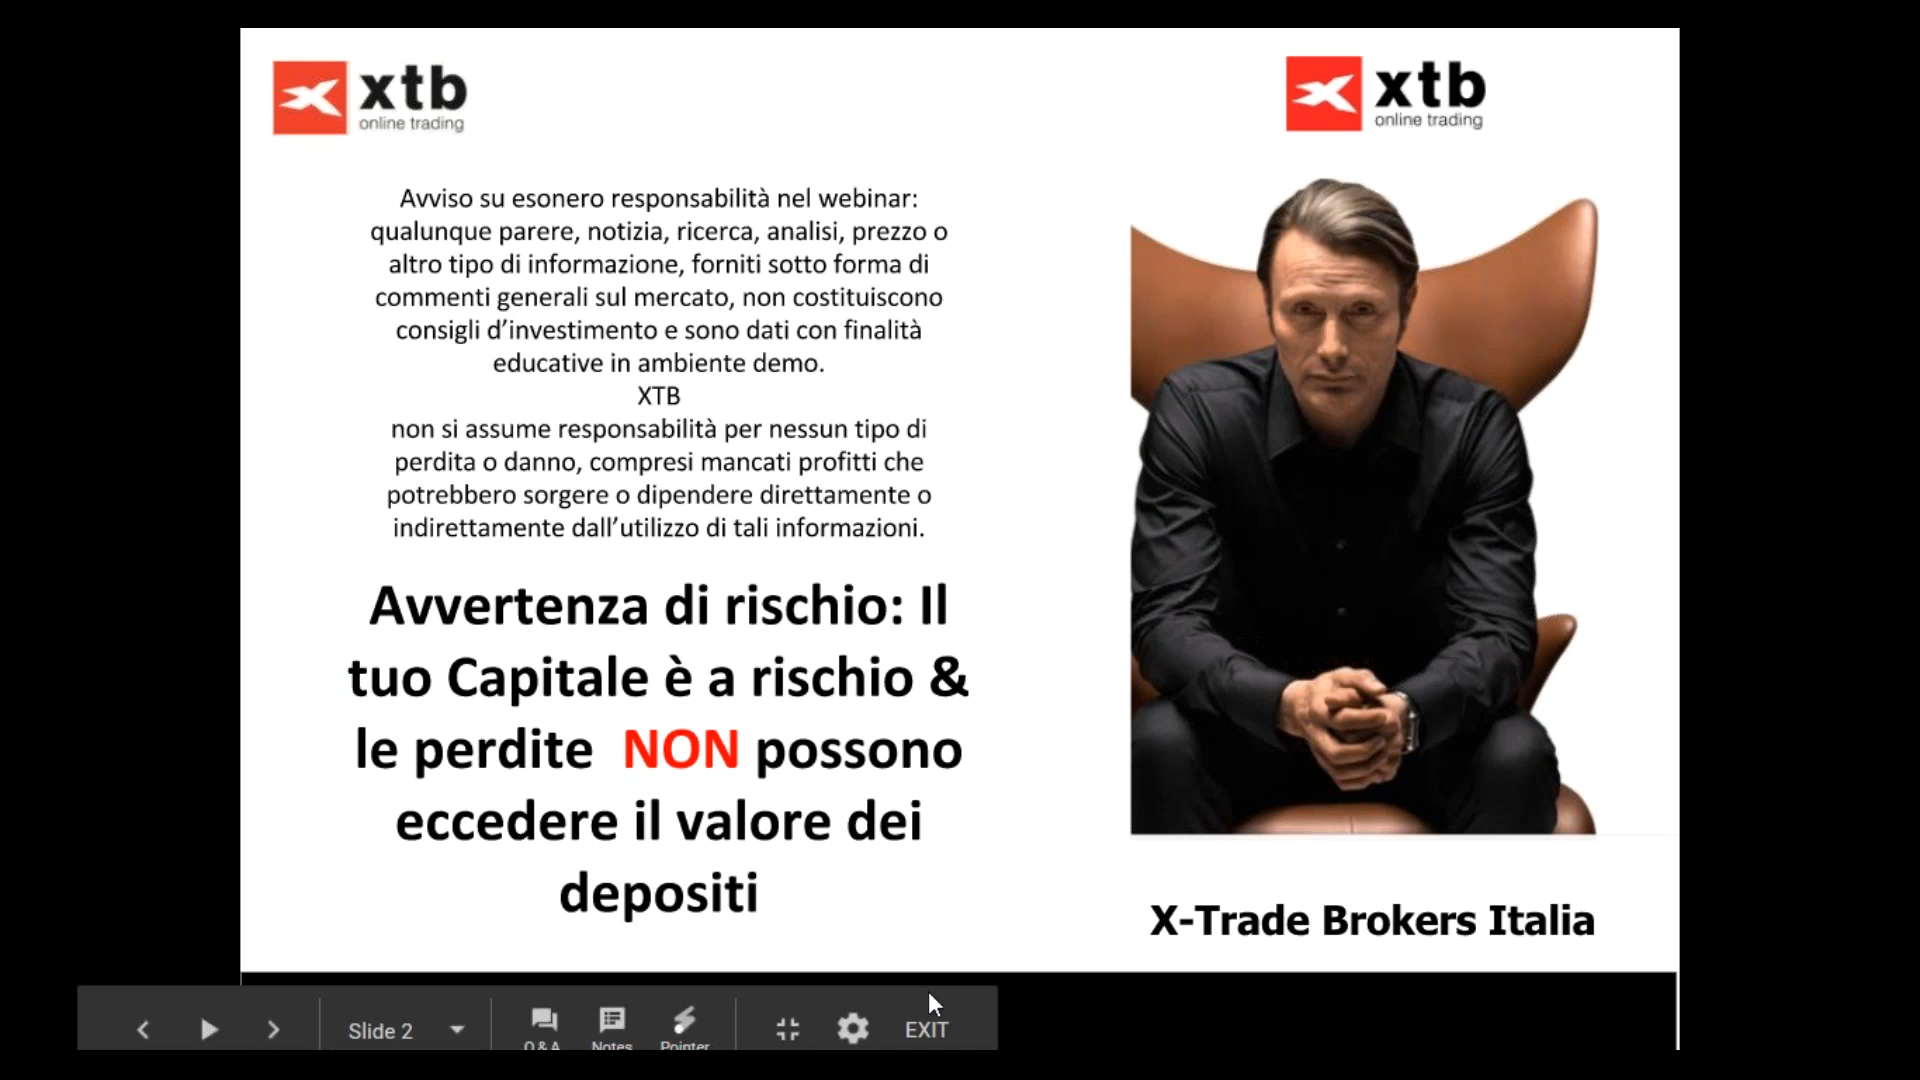 xtb
online trading
xtb
online trading
Avviso su esonero responsabilità nel webinar:
qualunque parere, notizia, ricerca, analisi, prezzo o
altro tipo di informazione, forniti sotto forma di
commenti generali sul mercato, non costituiscono
consigli d’investimento e sono dati con finalità
educative in ambiente demo.
XTB
non si assume responsabilità per nessun tipo di
perdita o danno, compresi mancati profitti che
potrebbero sorgere o dipendere direttamente o
indirettamente dall’utilizzo di tali informazioni.
Avvertenza di rischio: Il
tuo Capitale è a rischio &
le perdite NON possono
eccedere il valore dei
depositi
X-Trade Brokers Italia
Slide 2
Q & A
Notes
Pointer
EXIT